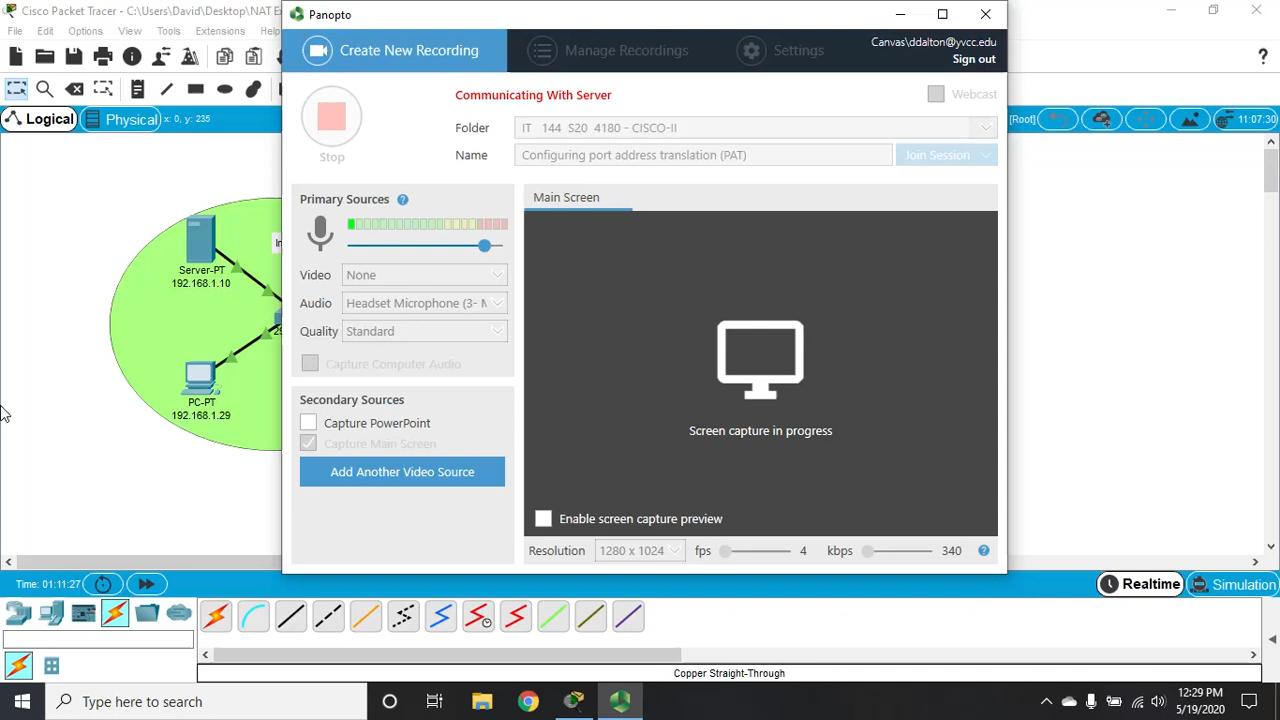 Cisco Packet Tracer - C:\Users\David\Desktop\NAT E
File Edit Options View Tools Extensions
Panopto
Create New Recording
Manage Recordings
Settings
Canvas\ddalton@yvcc.edu
Sign out
Communicating With Server
Webcast
Folder
IT 144 S20 4180 - CISCO-II
Name
Configuring port address translation (PAT)
Join Session
Stop
Logical
Physical
x: 0, y: 235
[Root]
11:07:30
Primary Sources
Main Screen
Video
None
Audio
Headset Microphone (3-
Quality
Standard
Capture Computer Audio
Secondary Sources
Capture PowerPoint
Capture Main Screen
Add Another Video Source
Screen capture in progress
Enable screen capture preview
Resolution
1280 x 1024
fps
4
kbps
340
Server-PT
192.168.1.10
PC-PT
192.168.1.29
Time: 01:11:27
Realtime
Simulation
Copper Straight-Through
Type here to search
12:29 PM
5/19/2020